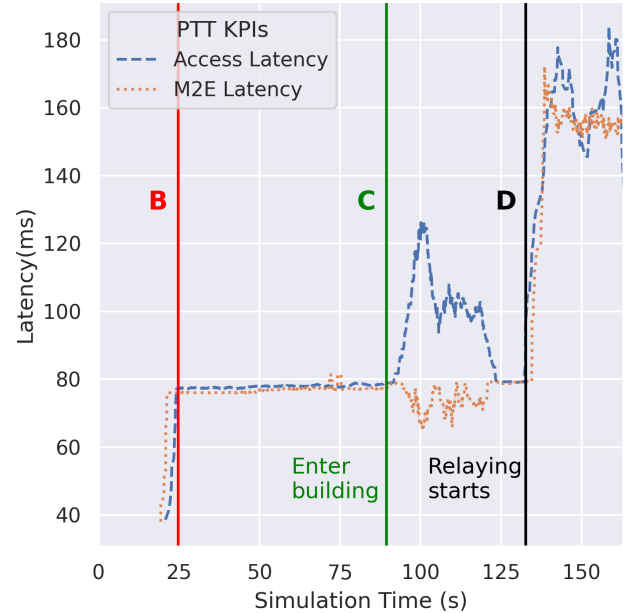 PTT KPIs
Access Latency
M2E Latency
180
160
140
120
100
80
60
40
Latency(ms)
B
C
D
Enter
building
Relaying
starts
0
25
50
75
100
125
150
Simulation Time (s)